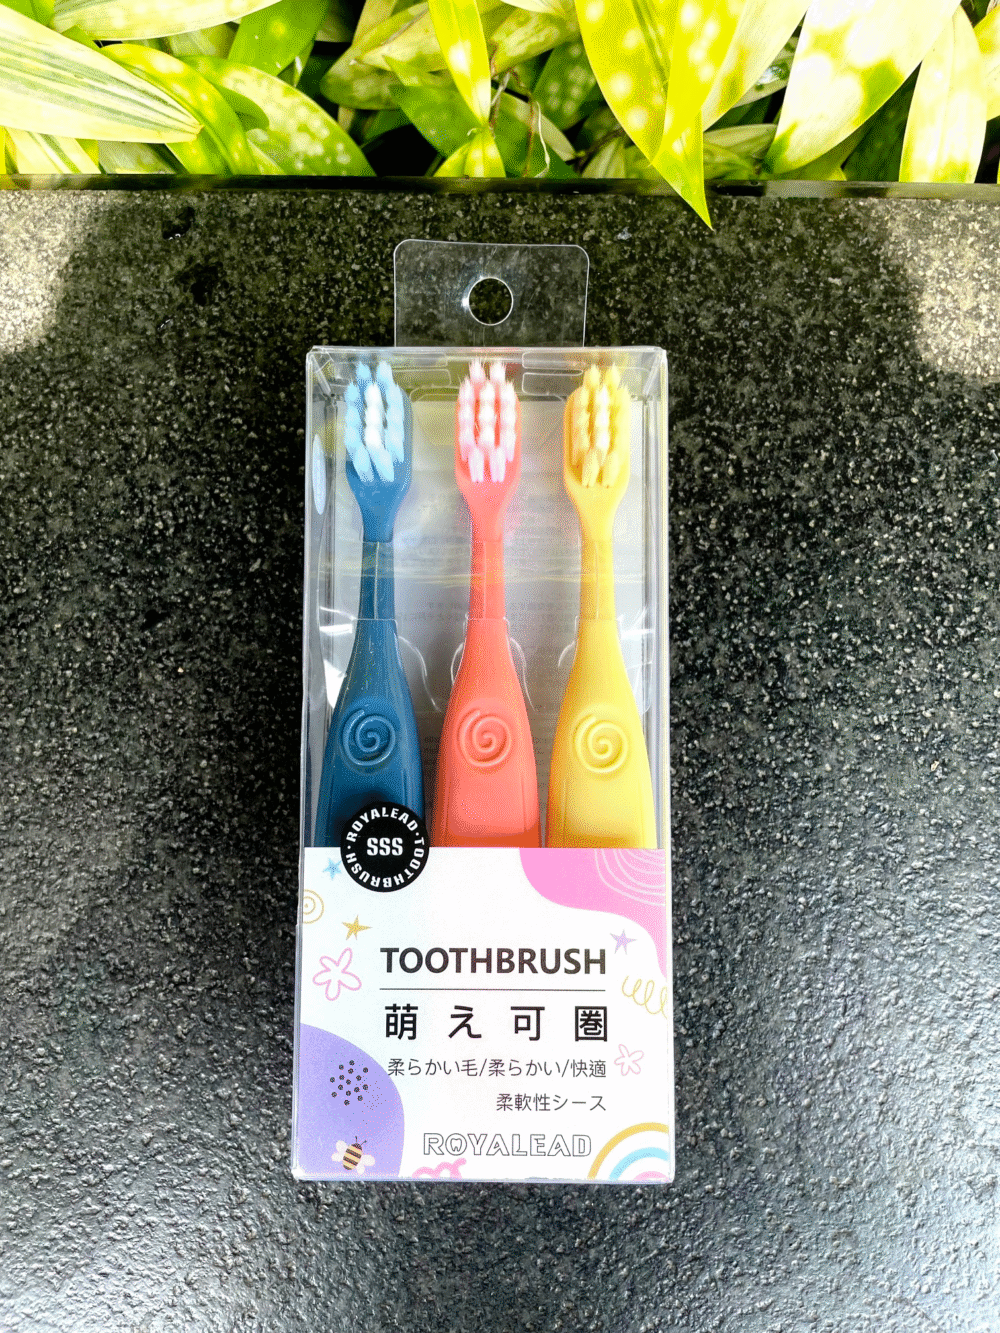 ROYALEAD · TOOTHBRUSH ·
SSS
TOOTHBRUSH
萌え可圏
柔らかい毛/柔らかい/快適
柔軟性シース
ROYALEAD